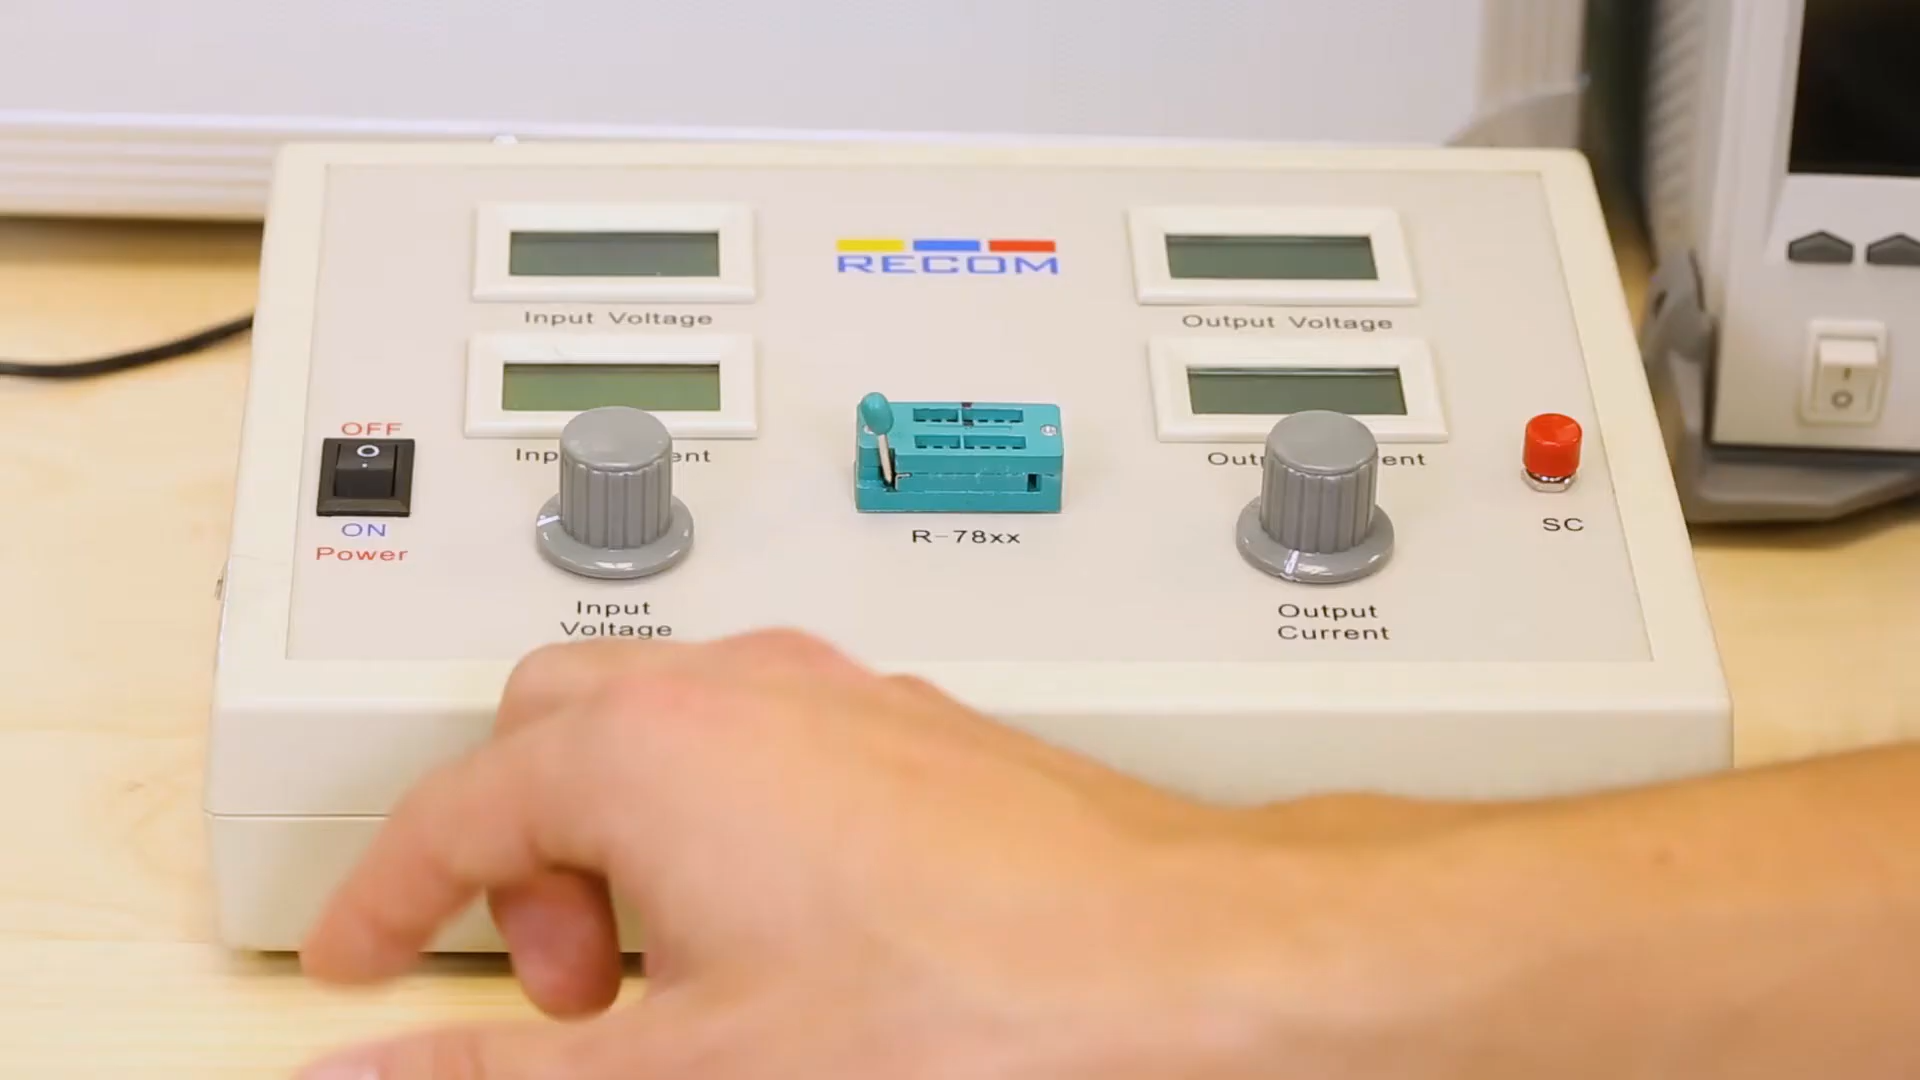 RECOM
Input Voltage
Output Voltage
OFF
ON
Power
R-78xx
SC
Input
Voltage
Output
Current